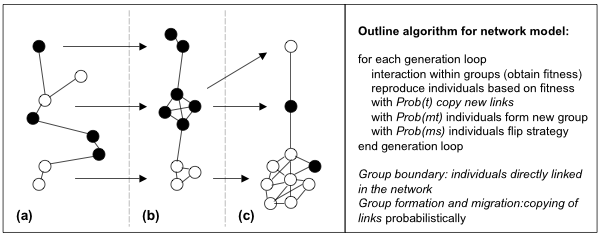 (a)
(b)
(c)
Outline algorithm for network model:
for each generation loop
interaction within groups (obtain fitness)
reproduce individuals based on fitness
with Prob(t) copy new links
with Prob(mt) individuals form new group
with Prob(ms) individuals flip strategy
end generation loop
Group boundary: individuals directly linked
in the network
Group formation and migration:copying of
links probabilistically